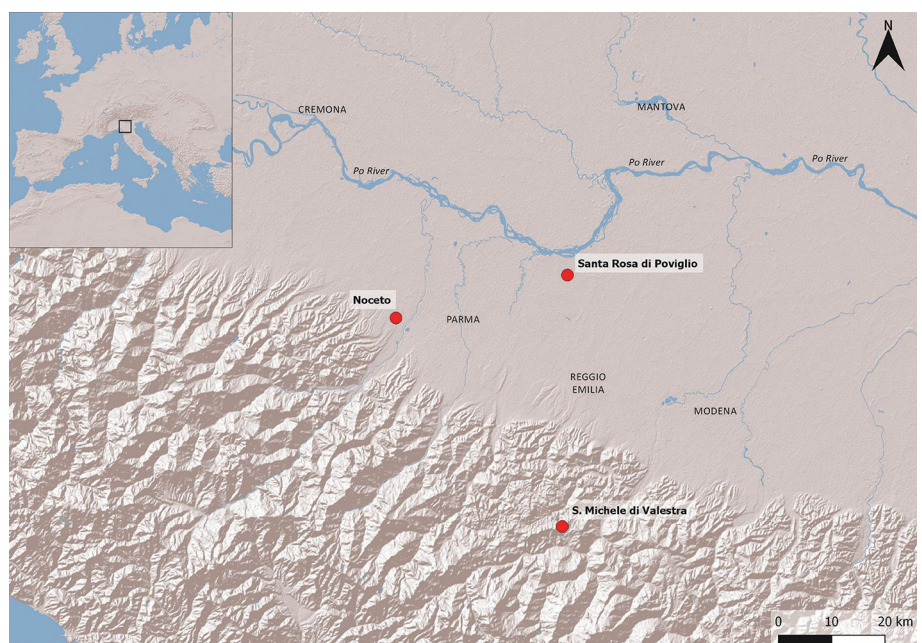 N
CREMONA
MANTOVA
Po River
Po River
Po River
Santa Rosa di Poviglio
Noceto
PARMA
REGGIO
EMILIA
MODENA
S. Michele di Valestra
0 10 20 km